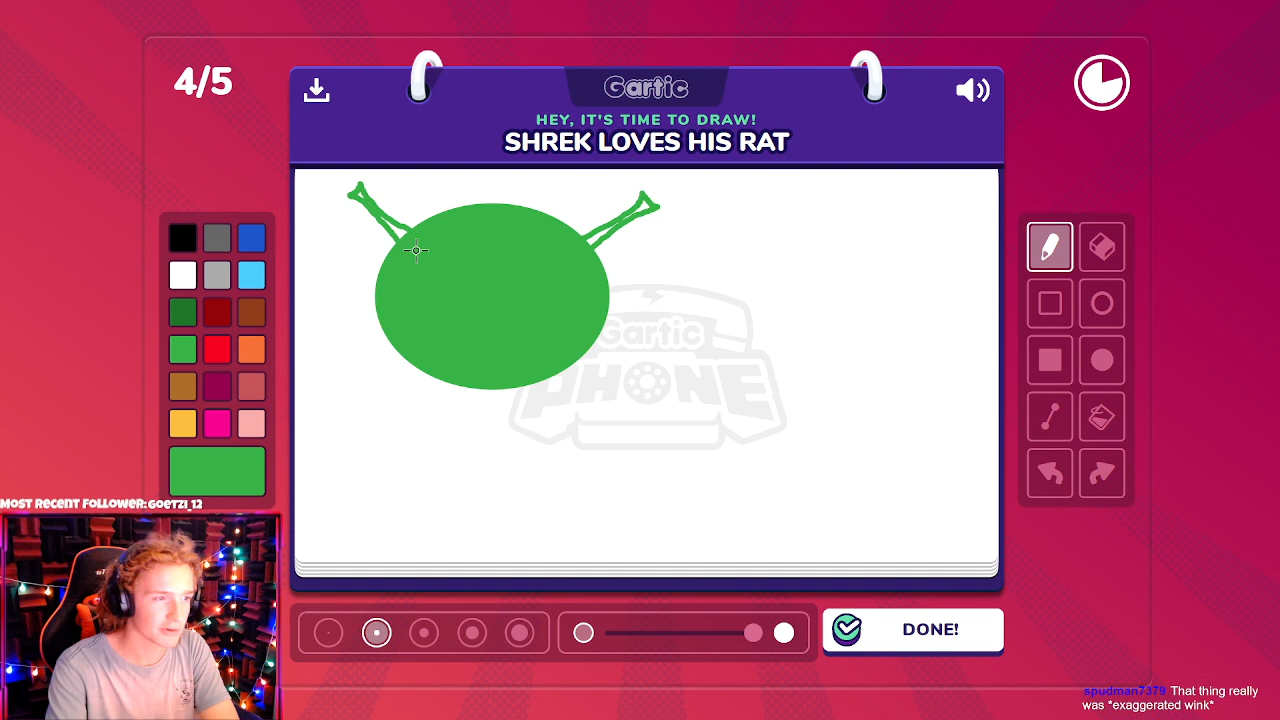 4/5
Gartic
HEY, IT'S TIME TO DRAW!
SHREK LOVES HIS RAT
Gartic
PHONE
MOST RECENT FOLLOWER:GOETZI_12
DONE!
spudman7379 That thing really
was *exaggerated wink*